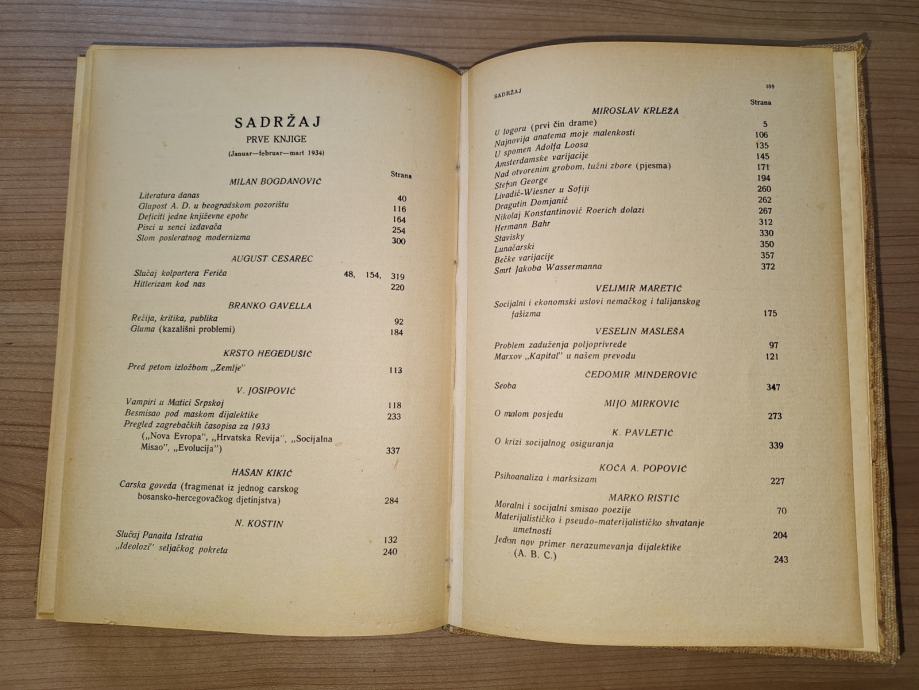 SADRŽAJ
PRVE KNJIGE
(Januar—februar—mart 1934)
Strana
MILAN BOGDANOVIĆ
Literatura danas 40
Glupost A. D. u beogradskom pozorištu 116
Deficiti jedne književne epohe 164
Pisci u senci izdavača 254
Slom posleratnog modernizma 300
AUGUST CESAREC
Slučaj kolportera Ferića 48, 154, 319
Hitlerizam kod nas 220
BRANKO GAVELLA
Režija, kritika, publika 92
Gluma (kazališni problemi) 184
KRSTO HEGEDUŠIĆ
Pred petom izložbom „Zemlje" 113
V. JOSIPOVIĆ
Vampiri u Matici Srpskoj 118
Besmisao pod maskom dijalektike 233
Pregled zagrebačkih časopisa za 1933
(„Nova Evropa", „Hrvatska Revija", „Socijalna
Misao", „Evolucija") 337
HASAN KIKIĆ
Carska goveda (fragmenat iz jednog carskog
bosansko-hercegovačkog djetinjstva) 284
N. KOSTIN
Slučaj Panaita Istratia 132
„Ideolozi" seljačkog pokreta 240
SADRŽAJ
Strana
MIROSLAV KRLEŽA
U logoru (prvi čin drame) 5
Najnovija anatema moje malenkosti 106
U spomen Adolfa Loosa 135
Amsterdamske varijacije 145
Nad otvorenim grobom, tužni zbore (pjesma) 171
Stefan George 194
Livadić-Wiesner u Sofiji 260
Dragutin Domjanić 262
Nikolaj Konstantinović Roerich dolazi 267
Hermann Bahr 312
Stavisky 330
Lunačarski 350
Bečke varijacije 357
Smrt Jakoba Wassermanna 372
VELIMIR MARETIĆ
Socijalni i ekonomski uslovi nemačkog i talijanskog
fašizma 175
VESELIN MASLEŠA
Problem zaduženja poljoprivrede 97
Marxov „Kapital" u našem prevodu 121
ČEDOMIR MINDEROVIĆ
Seoba 347
MIJO MIRKOVIĆ
O malom posjedu 273
K. PAVLETIĆ
O krizi socijalnog osiguranja 339
KOČA A. POPOVIĆ
Psihoanaliza i marksizam 227
MARKO RISTIĆ
Moralni i socijalni smisao poezije 70
Materijalističko i pseudo-materijalističko shvatanje
umetnosti 204
Jedan nov primer nerazumevanja dijalektike
(A. B. C.) 243